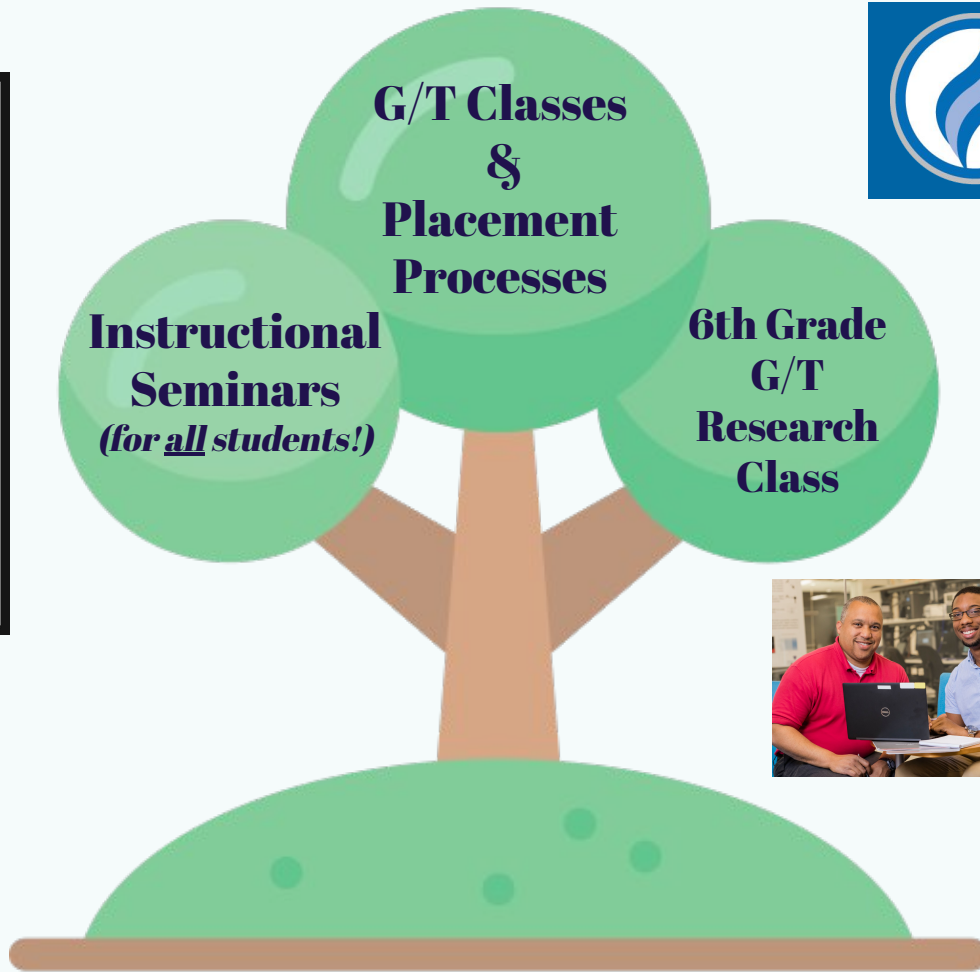 G/T Classes
&
Placement
Processes
Instructional
Seminars
(for all students!)
6th Grade
G/T
Research
Class